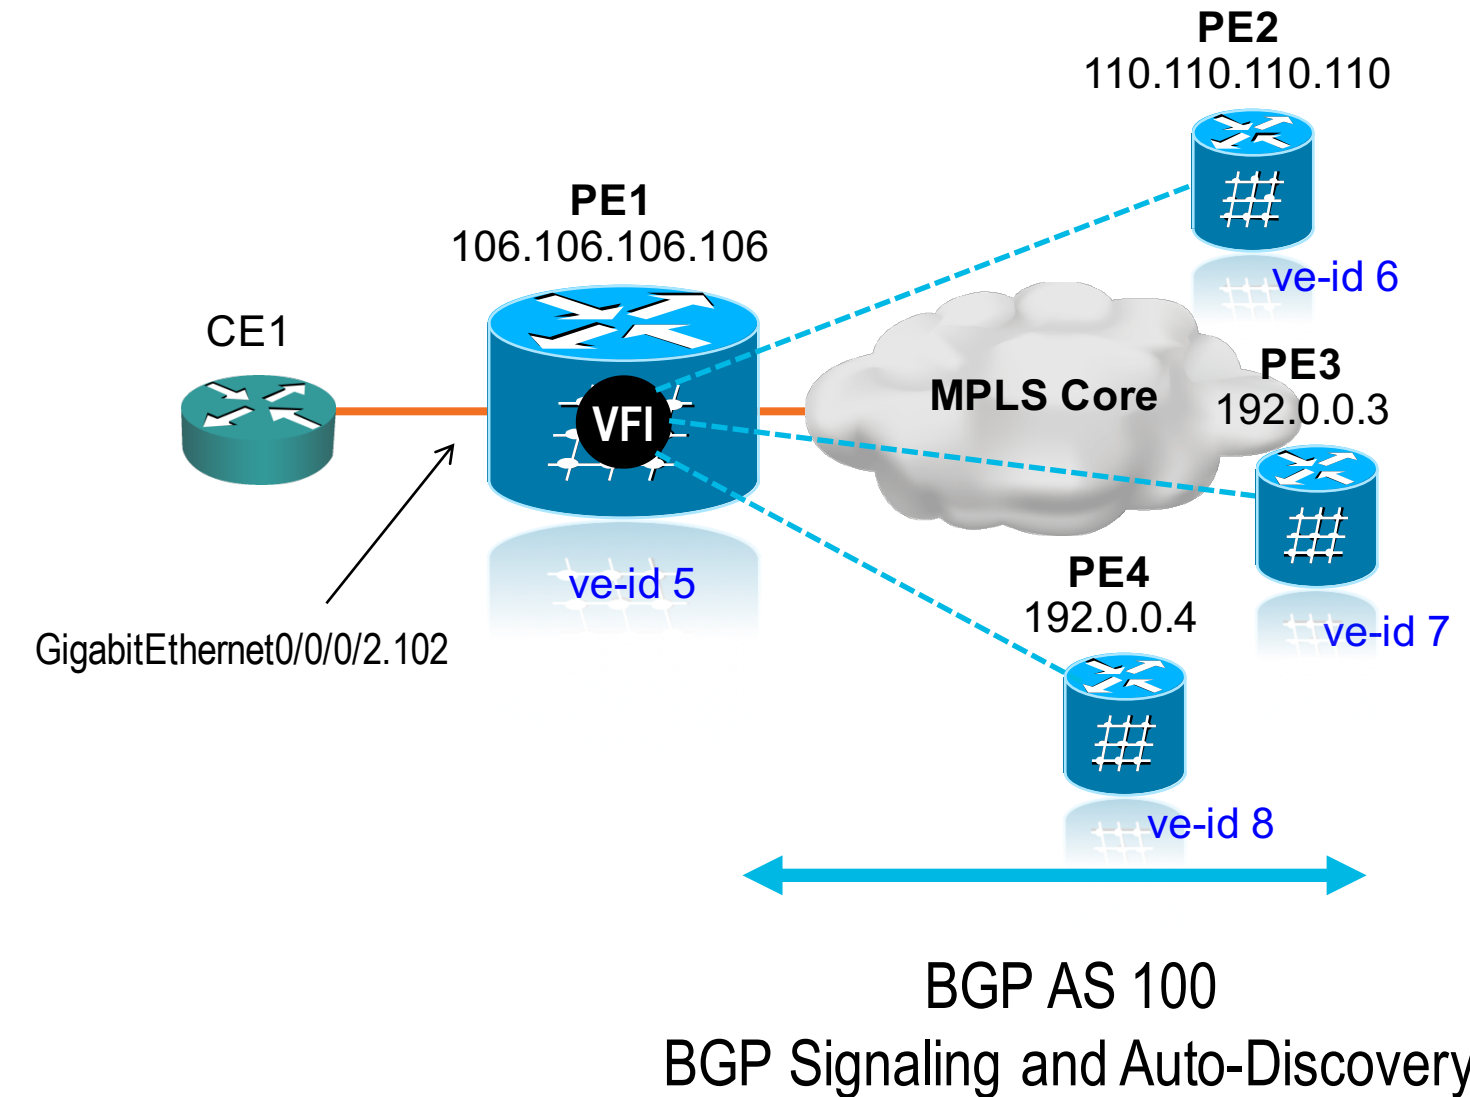 PE2
110.110.110.110
ve-id 6
PE1
106.106.106.106
CE1
VFI
MPLS Core
PE3
192.0.0.3
ve-id 5
PE4
192.0.0.4
ve-id 7
GigabitEthernet0/0/0/2.102
ve-id 8
BGP AS 100
BGP Signaling and Auto-Discovery